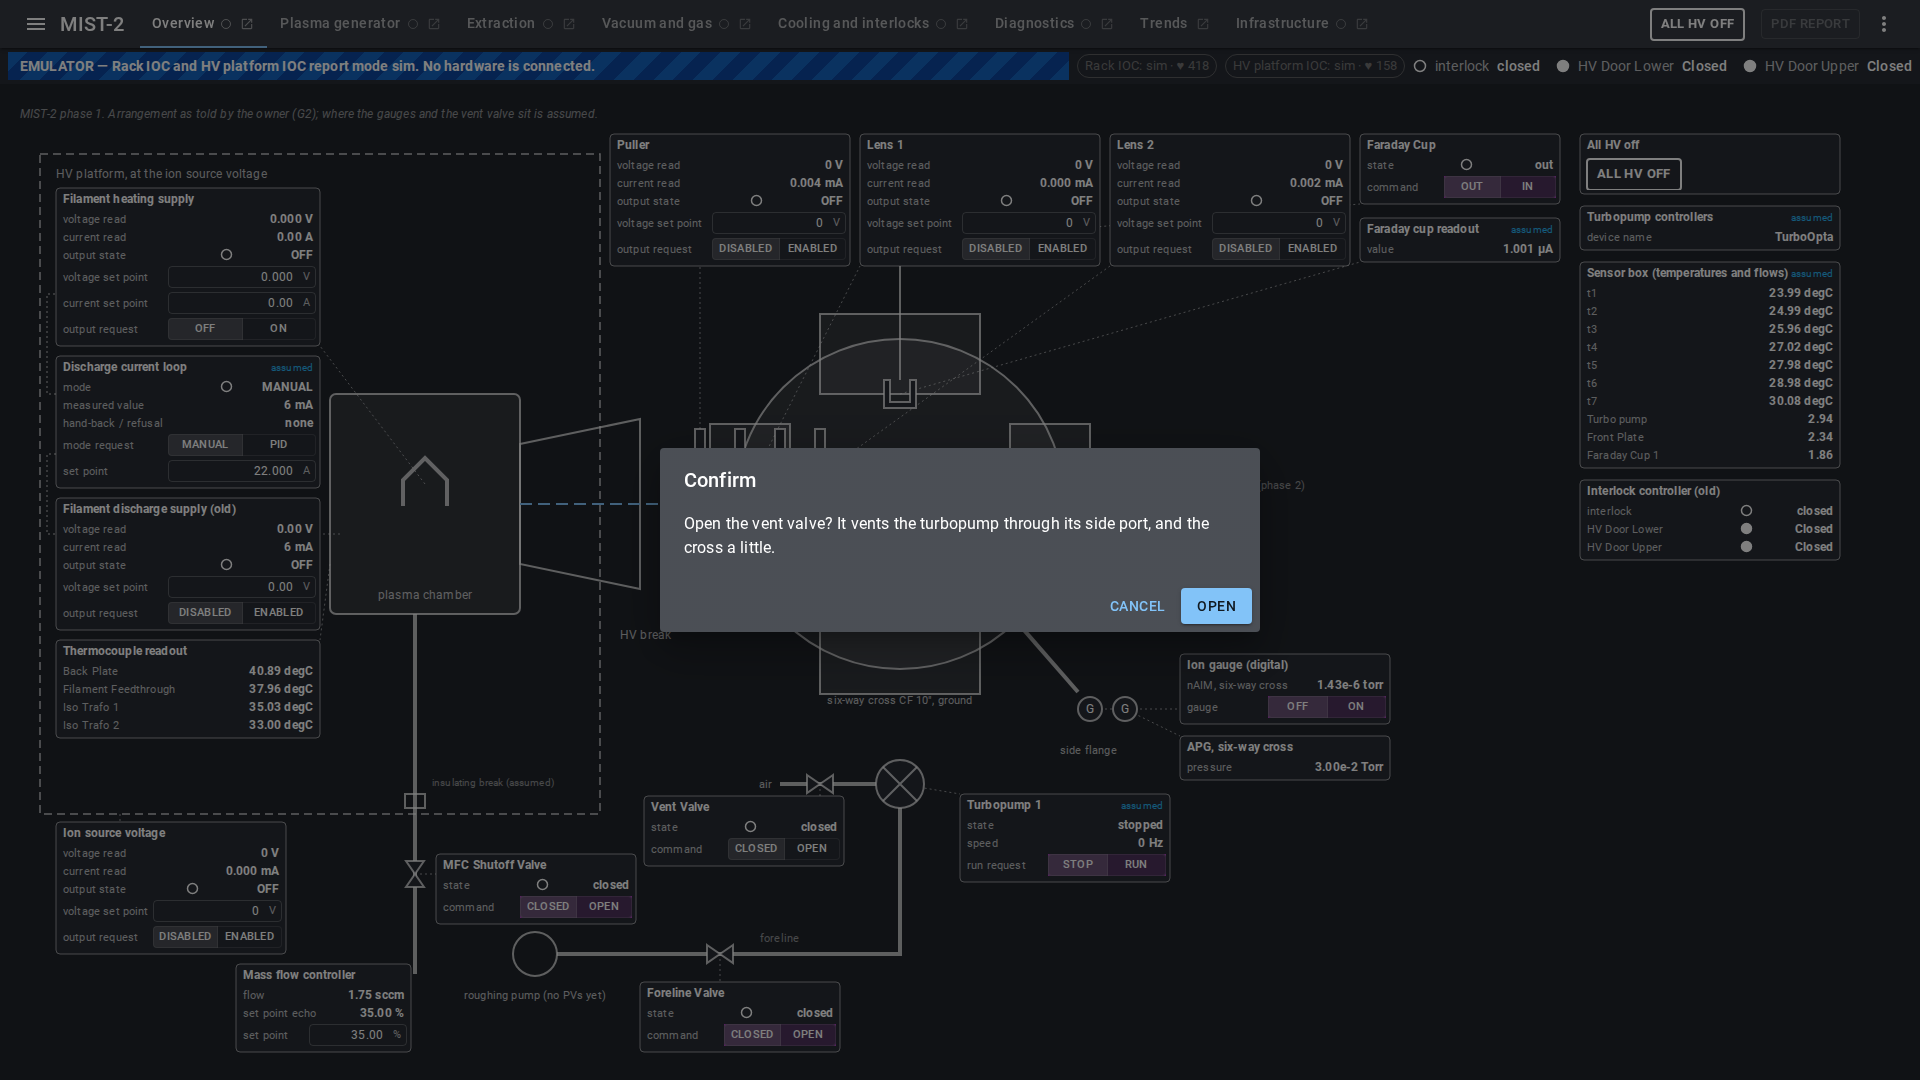 MIST-2
Overview
Plasma generator
Extraction
Vacuum and gas
Cooling and interlocks
Diagnostics
Trends
Infrastructure
ALL HV OFF
PDF REPORT
EMULATOR — Rack IOC and HV platform IOC report mode sim. No hardware is connected.
Rack IOC: sim · ♥ 418
HV platform IOC: sim · ♥ 158
interlock closed
HV Door Lower Closed
HV Door Upper Closed
MIST-2 phase 1. Arrangement as told by the owner (G2); where the gauges and the vent valve sit is assumed.
HV platform, at the ion source voltage
Filament heating supply
voltage read 0.000 V
current read 0.00 A
output state OFF
voltage set point 0.000 V
current set point 0.00 A
output request OFF ON
Discharge current loop assumed
mode MANUAL
measured value 6 mA
hand-back / refusal none
mode request MANUAL PID
set point 22.000 A
Filament discharge supply (old)
voltage read 0.00 V
current read 6 mA
output state OFF
voltage set point 0.00 V
output request DISABLED ENABLED
Thermocouple readout
Back Plate 40.89 degC
Filament Feedthrough 37.96 degC
Iso Trafo 1 35.03 degC
Iso Trafo 2 33.00 degC
plasma chamber
insulating break (assumed)
HV break
Puller
voltage read 0 V
current read 0.004 mA
output state OFF
voltage set point 0 V
output request DISABLED ENABLED
Lens 1
voltage read 0 V
current read 0.000 mA
output state OFF
voltage set point 0 V
output request DISABLED ENABLED
Lens 2
voltage read 0 V
current read 0.002 mA
output state OFF
voltage set point 0 V
output request DISABLED ENABLED
Faraday Cup
state out
command OUT IN
Faraday cup readout assumed
value 1.001 µA
All HV off
ALL HV OFF
Turbopump controllers assumed
device name TurboOpta
Sensor box (temperatures and flows) assumed
t1 23.99 degC
t2 24.99 degC
t3 25.96 degC
t4 27.02 degC
t5 27.98 degC
t6 28.98 degC
t7 30.08 degC
Turbo pump 2.94
Front Plate 2.34
Faraday Cup 1 1.86
Interlock controller (old)
interlock closed
HV Door Lower Closed
HV Door Upper Closed
phase 2)
Confirm
Open the vent valve? It vents the turbopump through its side port, and the
cross a little.
CANCEL
OPEN
six-way cross CF 10", ground
G G
side flange
Ion gauge (digital)
nAIM, six-way cross 1.43e-6 torr
gauge OFF ON
APG, six-way cross
pressure 3.00e-2 Torr
air
Vent Valve
state closed
command CLOSED OPEN
Turbopump 1 assumed
state stopped
speed 0 Hz
run request STOP RUN
Ion source voltage
voltage read 0 V
current read 0.000 mA
output state OFF
voltage set point 0 V
output request DISABLED ENABLED
MFC Shutoff Valve
state closed
command CLOSED OPEN
foreline
roughing pump (no PVs yet)
Mass flow controller
flow 1.75 sccm
set point echo 35.00 %
set point 35.00 %
Foreline Valve
state closed
command CLOSED OPEN